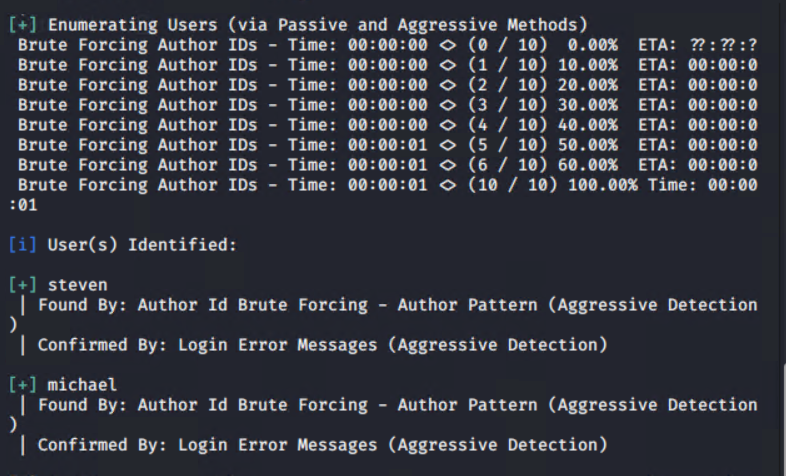 [+] Enumerating Users (via Passive and Aggressive Methods)
Brute Forcing Author IDs - Time: 00:00:00 <> (0 / 10)  0.00%  ETA: ??:??:?
Brute Forcing Author IDs - Time: 00:00:00 <> (1 / 10) 10.00%  ETA: 00:00:0
Brute Forcing Author IDs - Time: 00:00:00 <> (2 / 10) 20.00%  ETA: 00:00:0
Brute Forcing Author IDs - Time: 00:00:00 <> (3 / 10) 30.00%  ETA: 00:00:0
Brute Forcing Author IDs - Time: 00:00:00 <> (4 / 10) 40.00%  ETA: 00:00:0
Brute Forcing Author IDs - Time: 00:00:01 <> (5 / 10) 50.00%  ETA: 00:00:0
Brute Forcing Author IDs - Time: 00:00:01 <> (6 / 10) 60.00%  ETA: 00:00:0
Brute Forcing Author IDs - Time: 00:00:01 <> (10 / 10) 100.00% Time: 00:00
:01
[i] User(s) Identified:
[+] steven
| Found By: Author Id Brute Forcing - Author Pattern (Aggressive Detection
)
| Confirmed By: Login Error Messages (Aggressive Detection)
[+] michael
| Found By: Author Id Brute Forcing - Author Pattern (Aggressive Detection
)
| Confirmed By: Login Error Messages (Aggressive Detection)